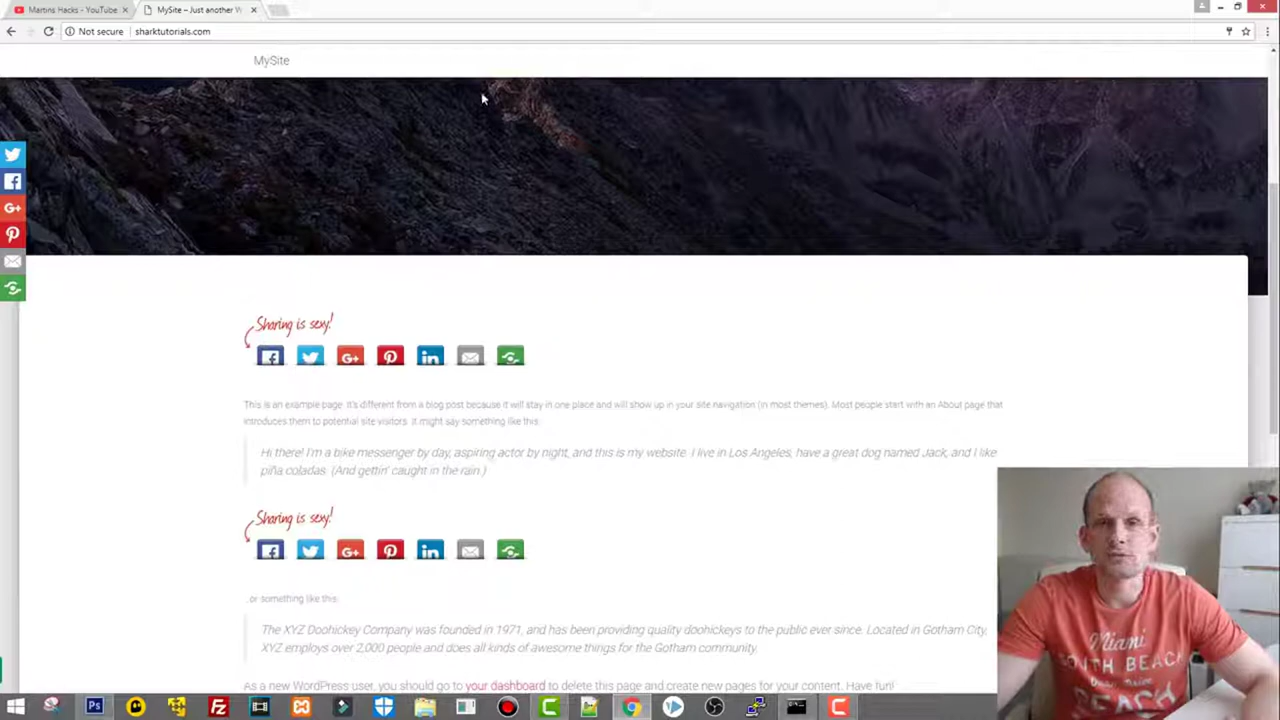 Martins Hacks - YouTube
MySite – Just another W
Not secure
sharktutorials.com
MySite
Sharing is sexy!
This is an example page. It's different from a blog post because it will stay in one place and will show up in your site navigation (in most themes). Most people start with an About page that
introduces them to potential site visitors. It might say something like this:
Hi there! I'm a bike messenger by day, aspiring actor by night, and this is my website. I live in Los Angeles, have a great dog named Jack, and I like
piña coladas. (And gettin' caught in the rain.)
Sharing is sexy!
...or something like this:
The XYZ Doohickey Company was founded in 1971, and has been providing quality doohickeys to the public ever since. Located in Gotham City,
XYZ employs over 2,000 people and does all kinds of awesome things for the Gotham community.
As a new WordPress user, you should go to your dashboard to delete this page and create new pages for your content. Have fun!
Miami
SOUTH BEACH
BEACH